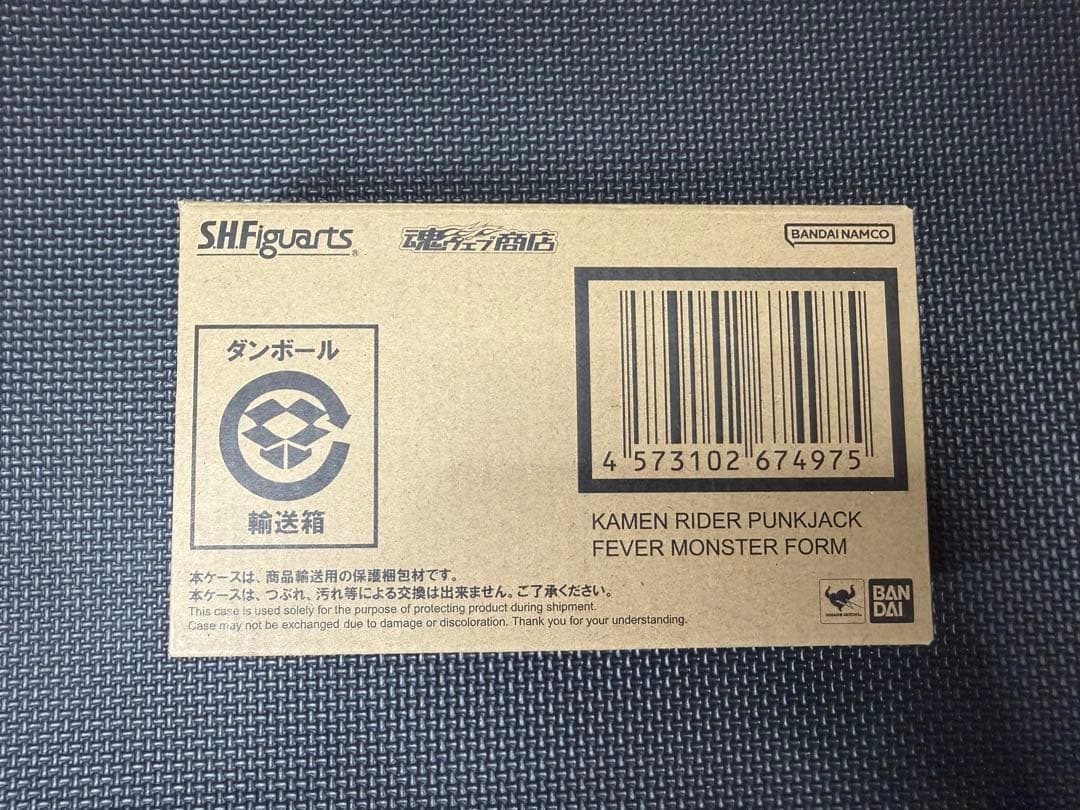 S.H.Figuarts®
魂ウェブ商店
BANDAI NAMCO
ダンボール
輸送箱
4 573102 674975
KAMEN RIDER PUNKJACK
FEVER MONSTER FORM
本ケースは、商品輸送用の保護梱包材です。
本ケースは、つぶれ、汚れ等による交換は出来ません。ご了承ください。
This case is used solely for the purpose of protecting product during shipment.
Case may not be exchanged due to damage or discoloration. Thank you for your understanding.
BAN
DAI